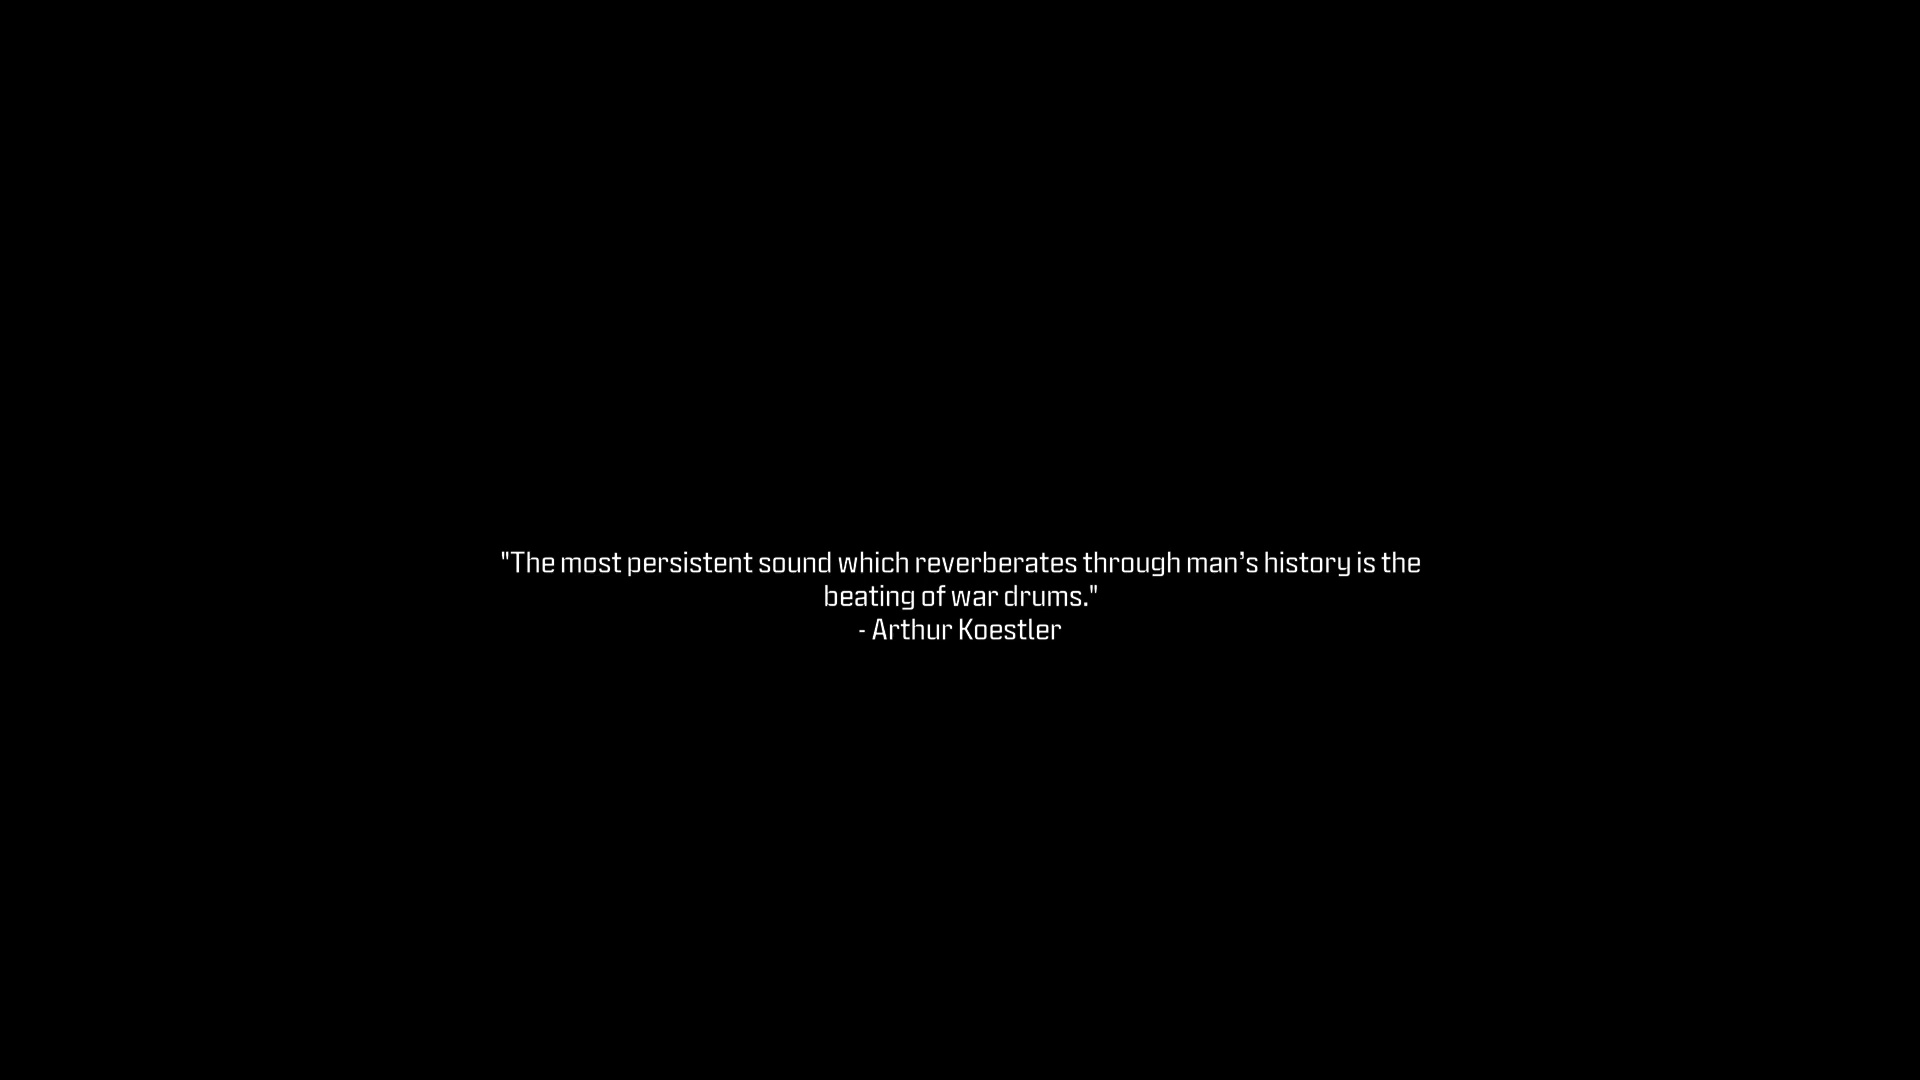 "The most persistent sound which reverberates through man’s history is the
beating of war drums."
- Arthur Koestler